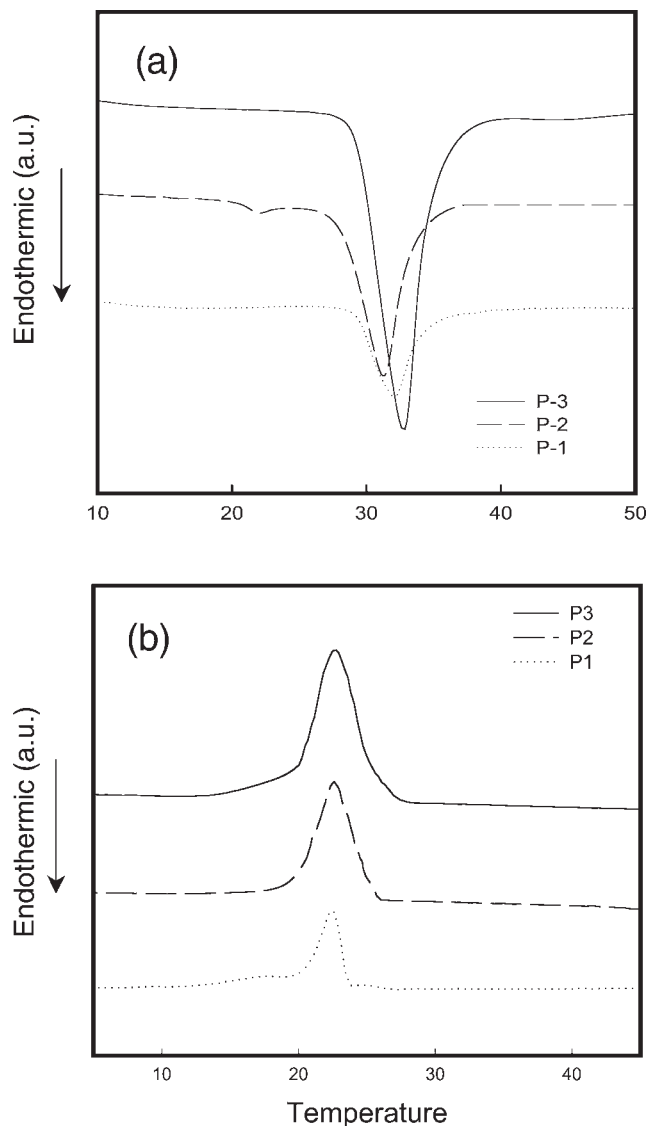 (a)
Endothermic (a.u.)
P-3
P-2
P-1
10 20 30 40 50
(b)
P3
P2
P1
Endothermic (a.u.)
10 20 30 40
Temperature